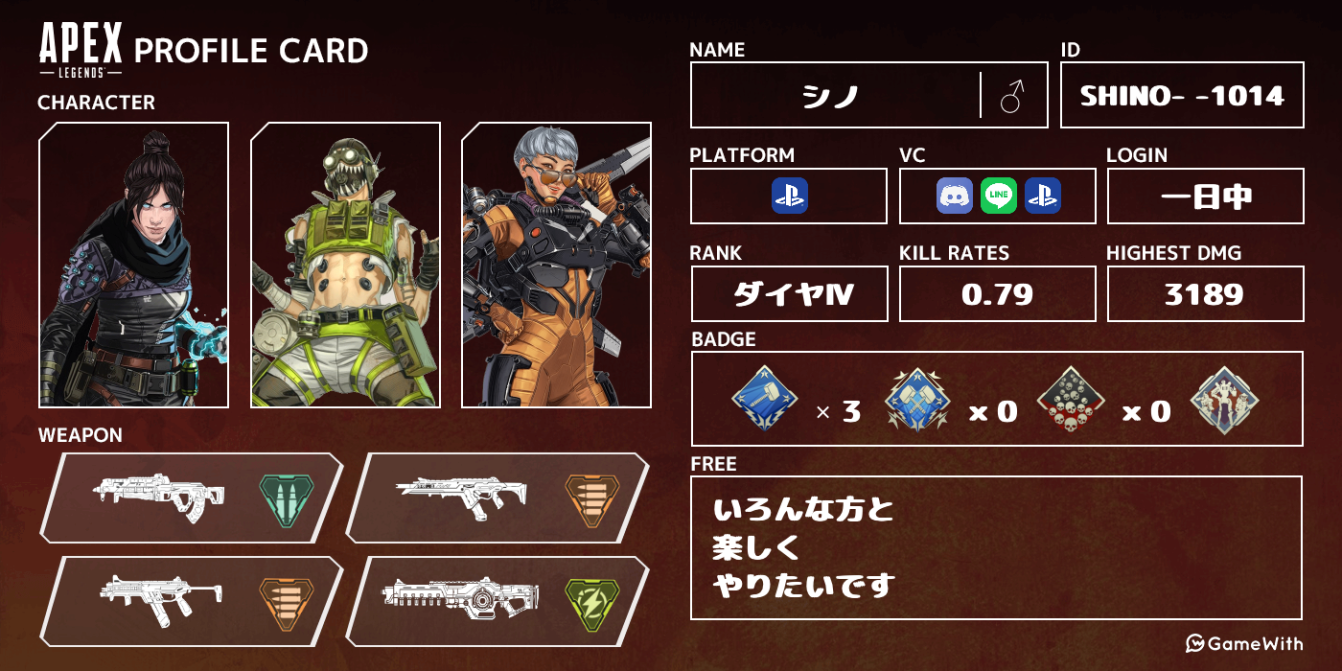 APEX
LEGENDS
PROFILE CARD
CHARACTER
WEAPON
NAME
シノ
♂
ID
SHINO- -1014
PLATFORM
VC
LINE
LOGIN
一日中
RANK
ダイヤⅣ
KILL RATES
0.79
HIGHEST DMG
3189
BADGE
× 3
x 0
x 0
FREE
いろんな方と
楽しく
やりたいです
GameWith